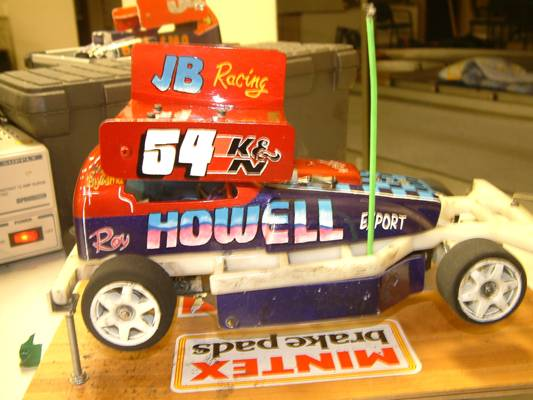 JB Racing
54 K&N
Roy HOWELL EXPORT
MINTEX
brake pads